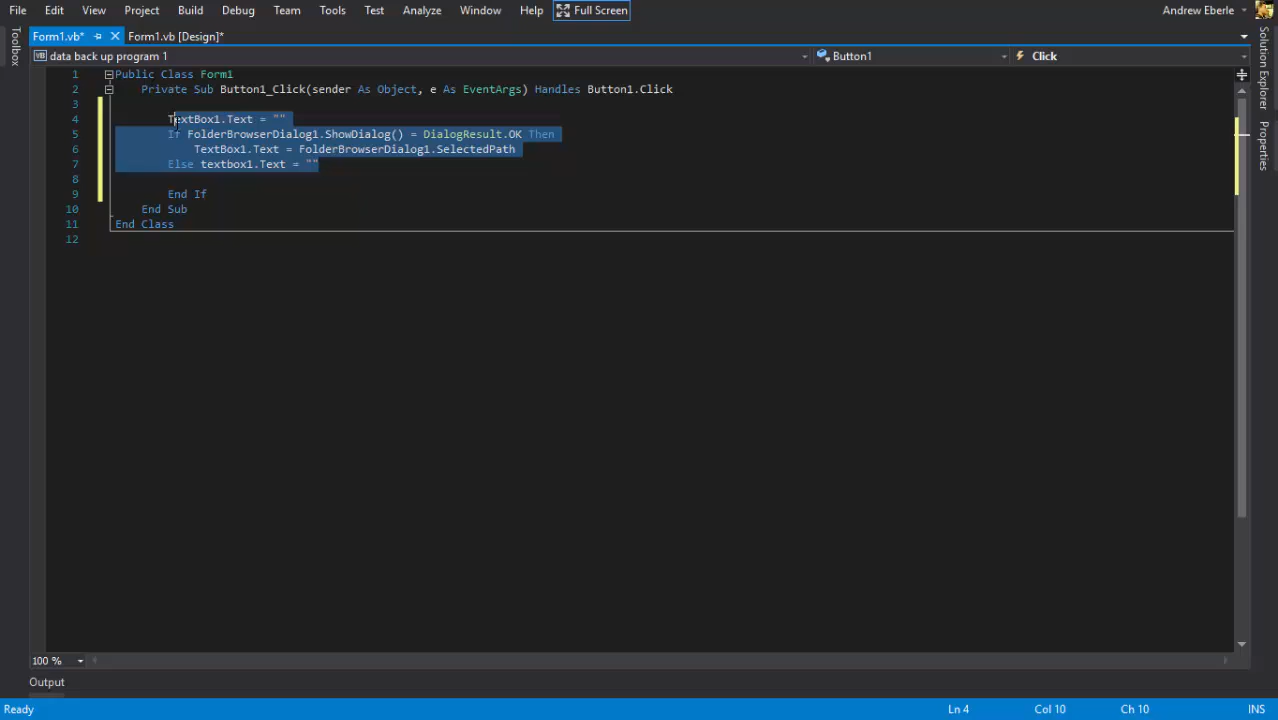 File Edit View Project Build Debug Team Tools Test Analyze Window Help Full Screen Andrew Eberle
Form1.vb* Form1.vb [Design]*
data back up program 1 Button1 Click
1 Public Class Form1
2 Private Sub Button1_Click(sender As Object, e As EventArgs) Handles Button1.Click
3
4 TextBox1.Text = ""
5 If FolderBrowserDialog1.ShowDialog() = DialogResult.OK Then
6 TextBox1.Text = FolderBrowserDialog1.SelectedPath
7 Else textbox1.Text = ""
8
9 End If
10 End Sub
11 End Class
12
Toolbox
Solution Explorer
Properties
100 %
Output
Ready Ln 4 Col 10 Ch 10 INS